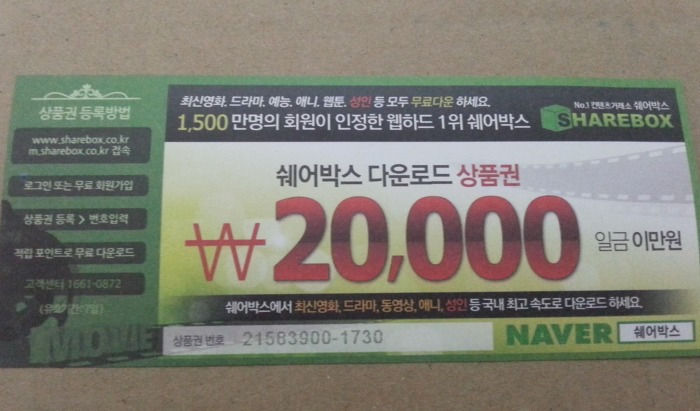 상품권 등록방법
www.sharebox.co.kr
m.sharebox.co.kr 접속
로그인 또는 무료 회원가입
상품권 등록 > 번호입력
적립 포인트로 무료 다운로드
고객센터 1661-0872
(유효기간:7일)
MOVIE
최신영화, 드라마, 예능, 애니, 웹툰, 성인 등 모두 무료다운 하세요.
1,500 만명의 회원이 인정한 웹하드 1위 쉐어박스
No.1 컨텐츠거래소 쉐어박스
SHAREBOX
쉐어박스 다운로드 상품권
₩20,000 일금 이만원
쉐어박스에서 최신영화, 드라마, 동영상, 애니, 성인 등 국내 최고 속도로 다운로드 하세요.
상품권 번호 21583900-1730
NAVER 쉐어박스